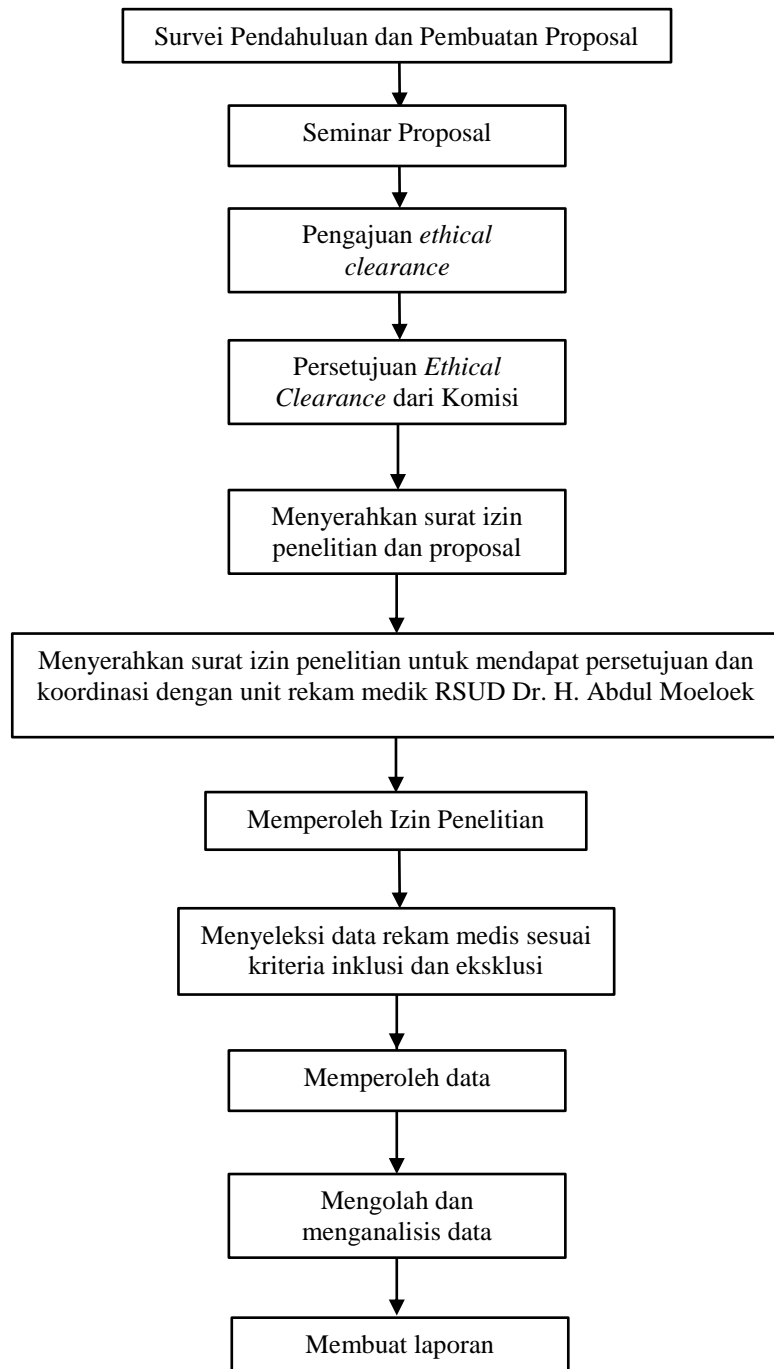 Survei Pendahuluan dan Pembuatan Proposal
Seminar Proposal
Pengajuan ethical
clearance
Persetujuan Ethical
Clearance dari Komisi
Menyerahkan surat izin
penelitian dan proposal
Menyerahkan surat izin penelitian untuk mendapat persetujuan dan
koordinasi dengan unit rekam medik RSUD Dr. H. Abdul Moeloek
Memperoleh Izin Penelitian
Menyeleksi data rekam medis sesuai
kriteria inklusi dan eksklusi
Memperoleh data
Mengolah dan
menganalisis data
Membuat laporan